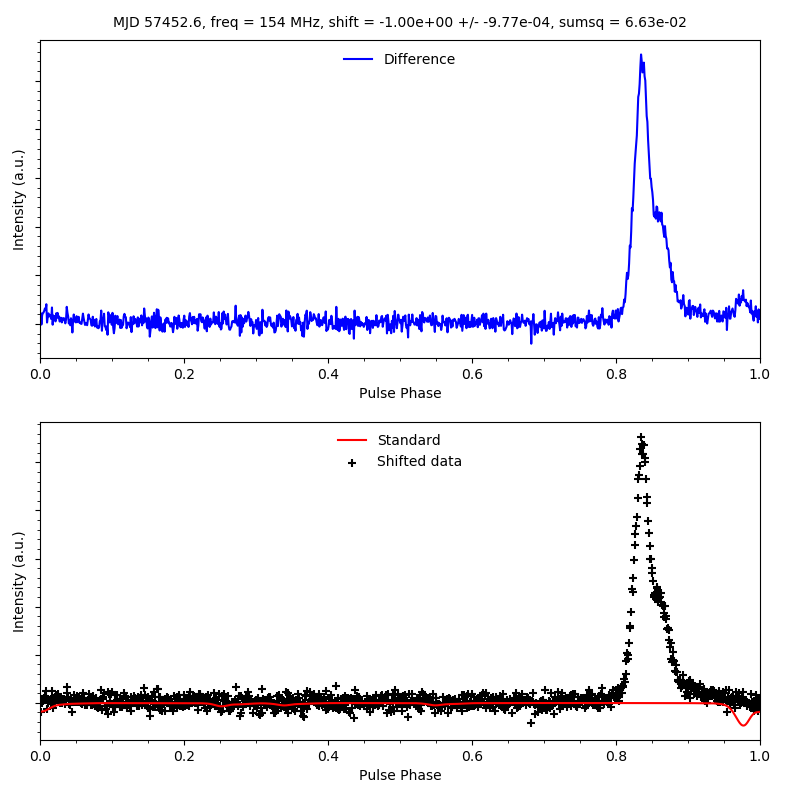 MJD 57452.6, freq = 154 MHz, shift = -1.00e+00 +/- -9.77e-04, sumsq = 6.63e-02
Difference
Intensity (a.u.)
0.0 0.2 0.4 0.6 0.8 1.0
Pulse Phase
Standard
Shifted data
Intensity (a.u.)
0.0 0.2 0.4 0.6 0.8 1.0
Pulse Phase